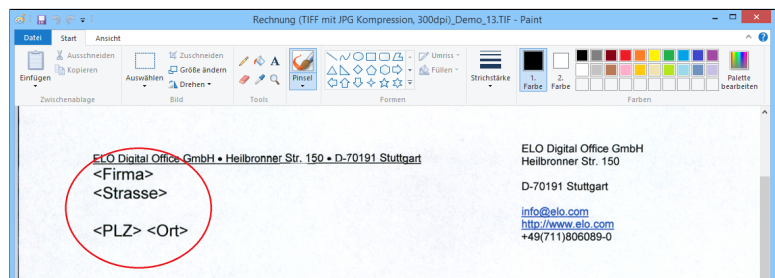 Rechnung (TIFF mit JPG Kompression, 300dpi)_Demo_13.TIF - Paint
Datei Start Ansicht
Einfügen
Ausschneiden
Kopieren
Zwischenablage
Auswählen
Zuschneiden
Größe ändern
Drehen
Bild
A
Tools
Pinsel
Umriss
Füllen
Formen
Strichstärke
1. Farbe
2. Farbe
Palette bearbeiten
Farben
ELO Digital Office GmbH • Heilbronner Str. 150 • D-70191 Stuttgart
<Firma>
<Strasse>
<PLZ> <Ort>
ELO Digital Office GmbH
Heilbronner Str. 150
D-70191 Stuttgart
info@elo.com
http://www.elo.com
+49(711)806089-0